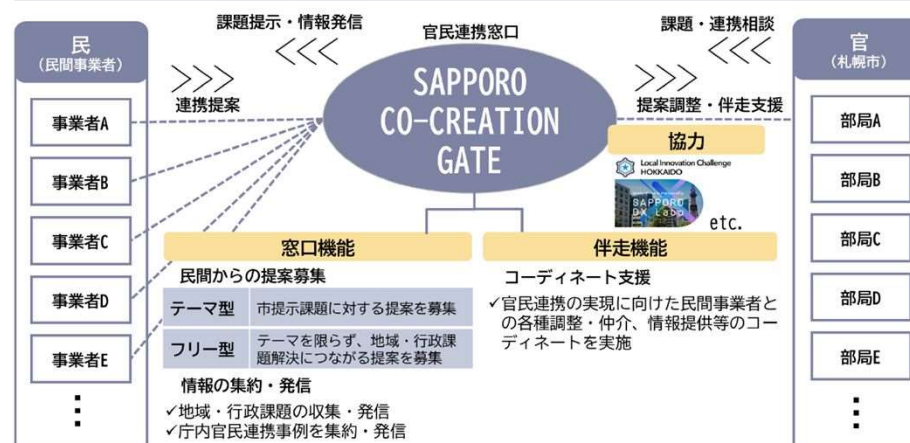 課題提示・情報発信
官民連携窓口
課題・連携相談
民
（民間事業者）
官
（札幌市）
連携提案
提案調整・伴走支援
SAPPORO
CO-CREATION
GATE
事業者A
事業者B
事業者C
事業者D
事業者E
部局A
部局B
部局C
部局D
部局E
協力
Local Innovation Challenge
HOKKAIDO
SAPPORO
DX Labo
etc.
窓口機能
民間からの提案募集
テーマ型 市提示課題に対する提案を募集
フリー型 テーマを限らず、地域・行政課
題解決につながる提案を募集
情報の集約・発信
✓地域・行政課題の収集・発信
✓庁内官民連携事例を集約・発信
伴走機能
コーディネート支援
✓官民連携の実現に向けた民間事業者と
の各種調整・仲介、情報提供等のコー
ディネートを実施